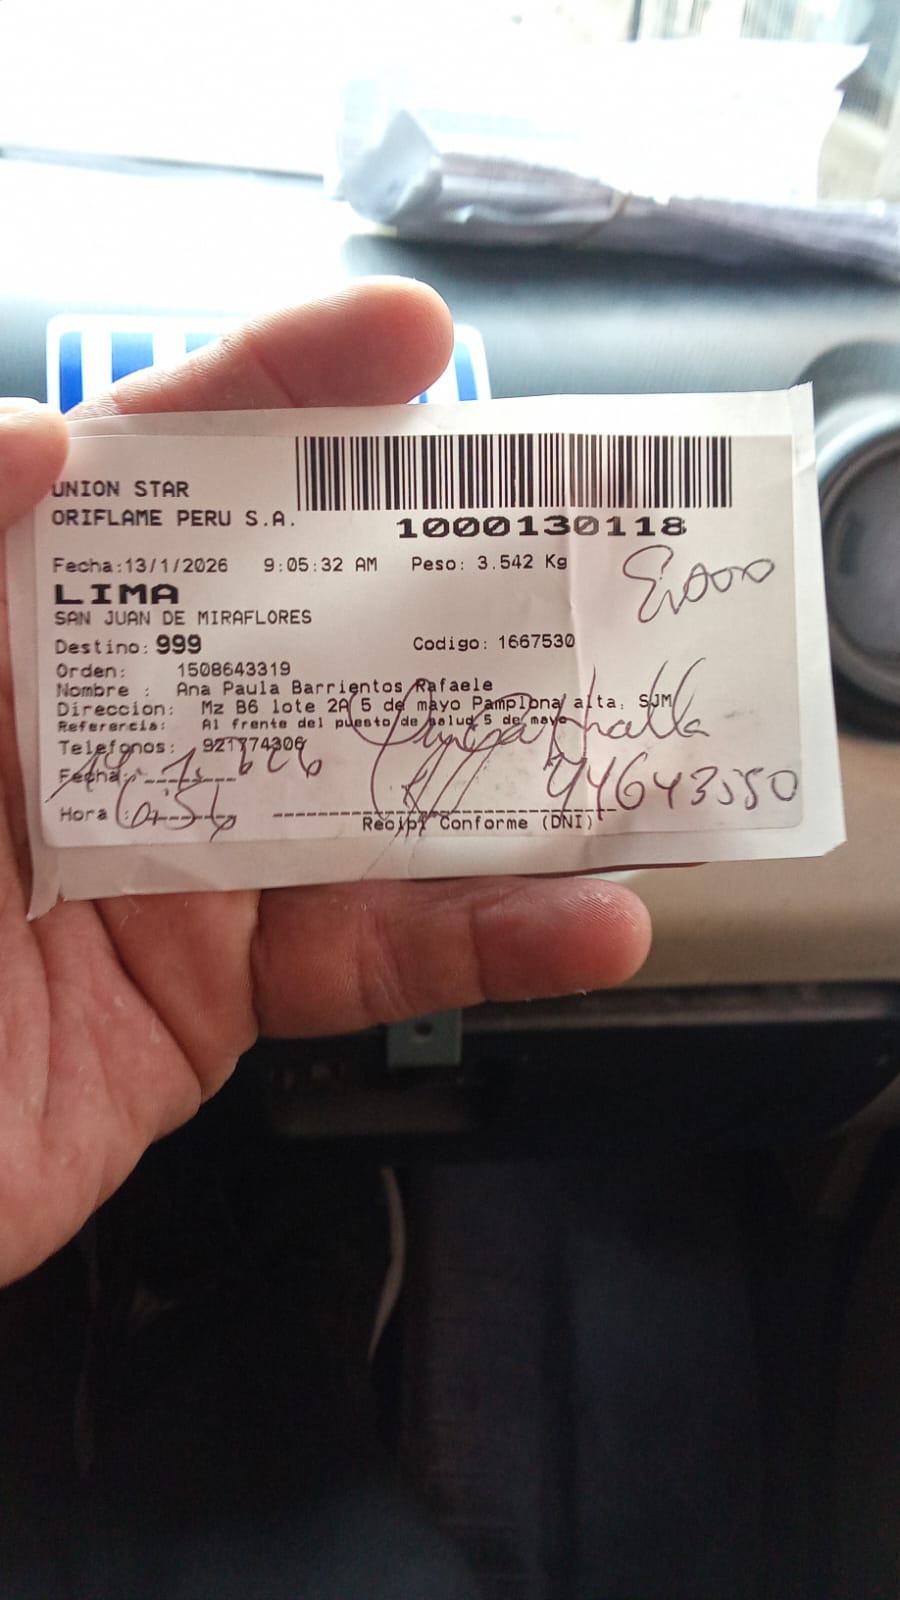 UNION STAR
ORIFLAME PERU S.A.
1000130118
Fecha:13/1/2026 9:05:32 AM Peso: 3.542 Kg
LIMA
SAN JUAN DE MIRAFLORES
Destino: 999 Codigo: 1667530
Orden: 1508643319
Nombre : Ana Paula Barrientos Rafaele
Direccion: Mz B6 lote 2A 5 de mayo Pamplona alta. SJM
Referencia: Al frente del puesto de salud 5 de mayo
Telefonos: 921774306
Fecha:
Hora :
Recibi Conforme (DNI)